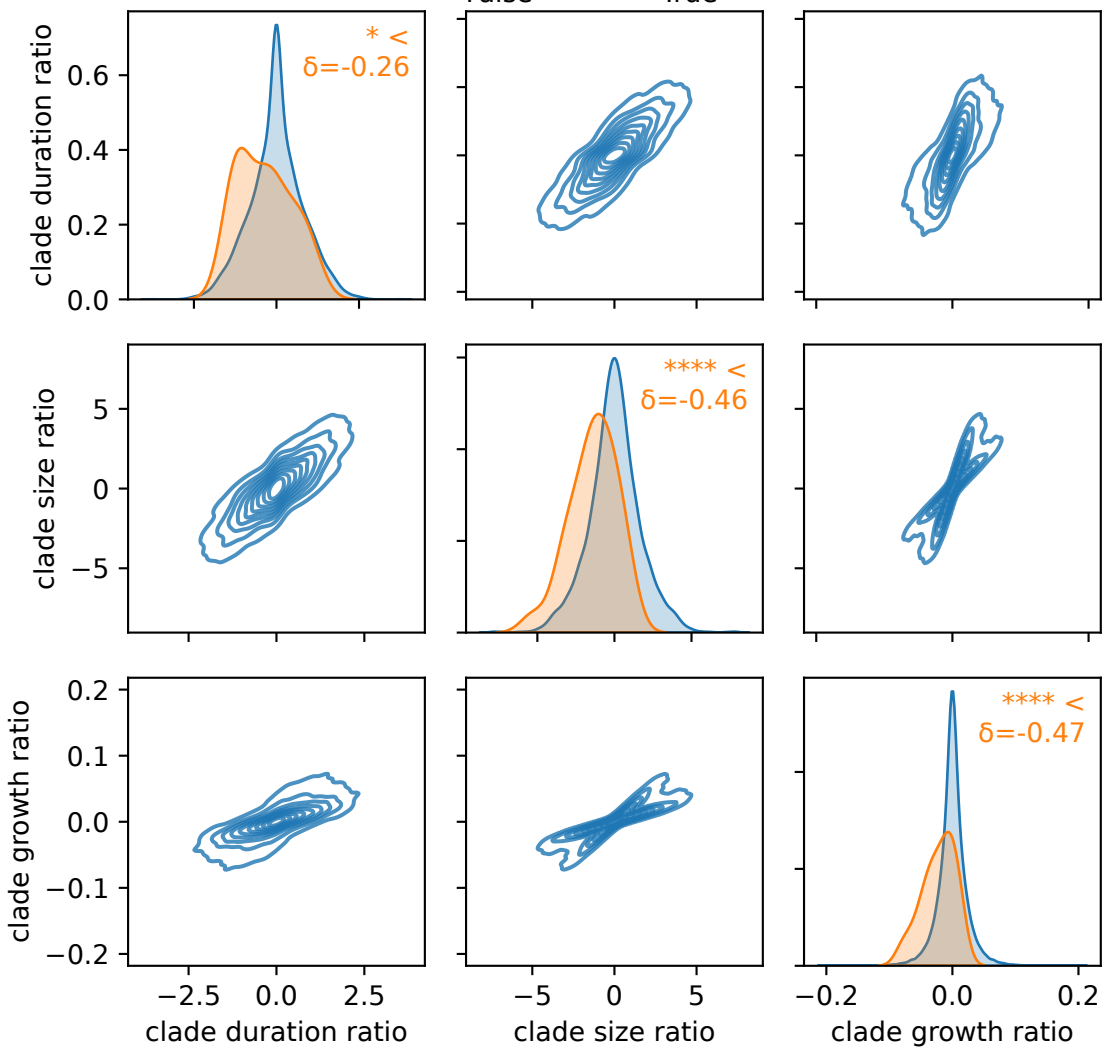 clade duration ratio
0.6
0.4
0.2
0.0
* <
δ=-0.26
clade size ratio
5
0
−5
**** <
δ=-0.46
clade growth ratio
0.2
0.1
0.0
−0.1
−0.2
**** <
δ=-0.47
−2.5 0.0 2.5
−5 0 5
−0.2 0.0 0.2
clade duration ratio
clade size ratio
clade growth ratio